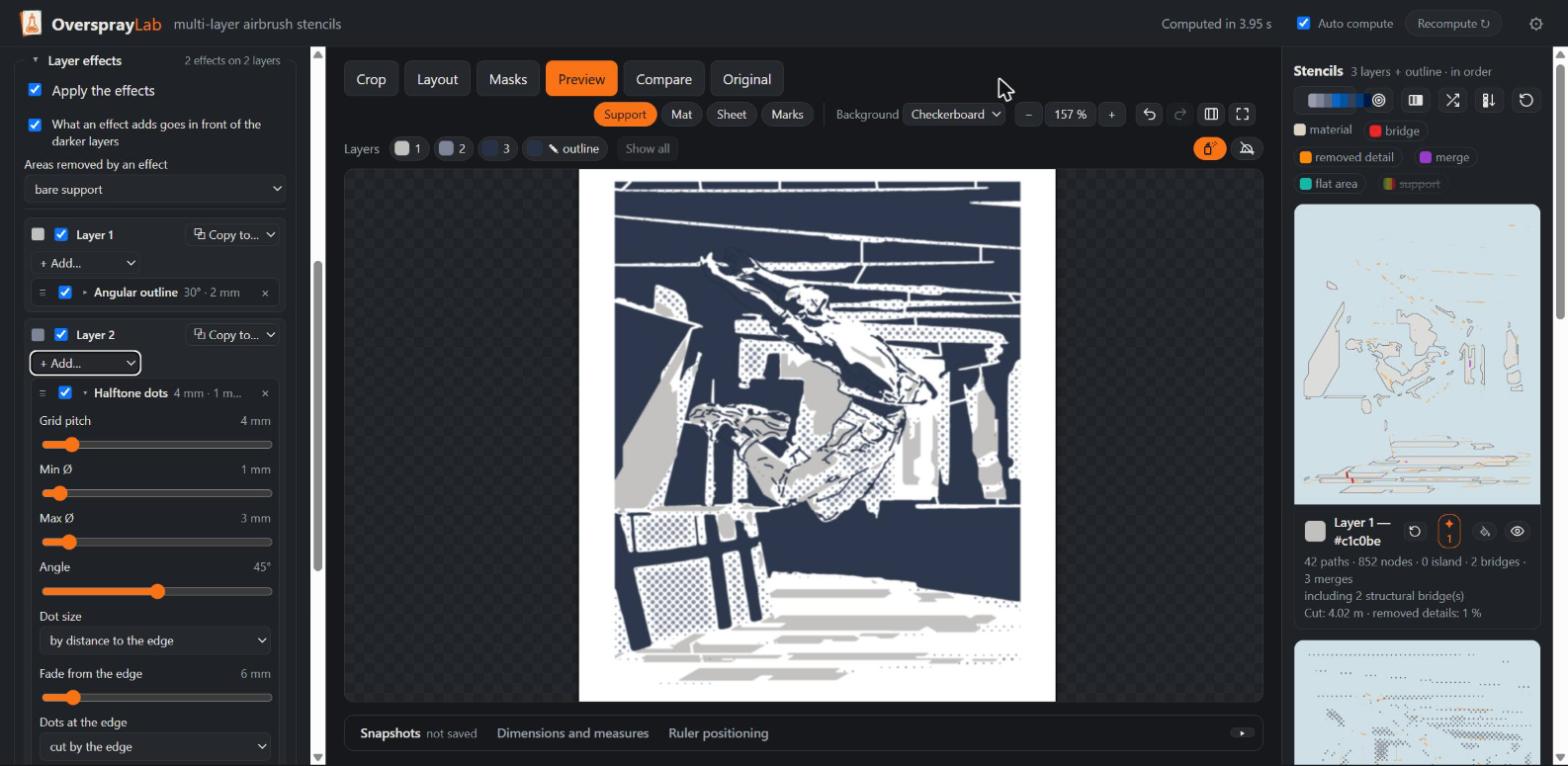 OversprayLab multi-layer airbrush stencils
Computed in 3.95 s
Auto compute
Recompute ↻
Layer effects 2 effects on 2 layers
Apply the effects
What an effect adds goes in front of the
darker layers
Areas removed by an effect
bare support
Layer 1
Copy to...
+ Add...
Angular outline 30° · 2 mm ×
Layer 2
Copy to...
+ Add...
Halftone dots 4 mm · 1 m... ×
Grid pitch 4 mm
Min Ø 1 mm
Max Ø 3 mm
Angle 45°
Dot size
by distance to the edge
Fade from the edge 6 mm
Dots at the edge
cut by the edge
Crop
Layout
Masks
Preview
Compare
Original
Support
Mat
Sheet
Marks
Background
Checkerboard
−
157 %
+
Layers
1
2
3
outline
Show all
Snapshots not saved
Dimensions and measures
Ruler positioning
Stencils 3 layers + outline · in order
material
bridge
removed detail
merge
flat area
support
Layer 1 —
#c1c0be
1
42 paths · 852 nodes · 0 island · 2 bridges ·
3 merges
including 2 structural bridge(s)
Cut: 4.02 m · removed details: 1 %